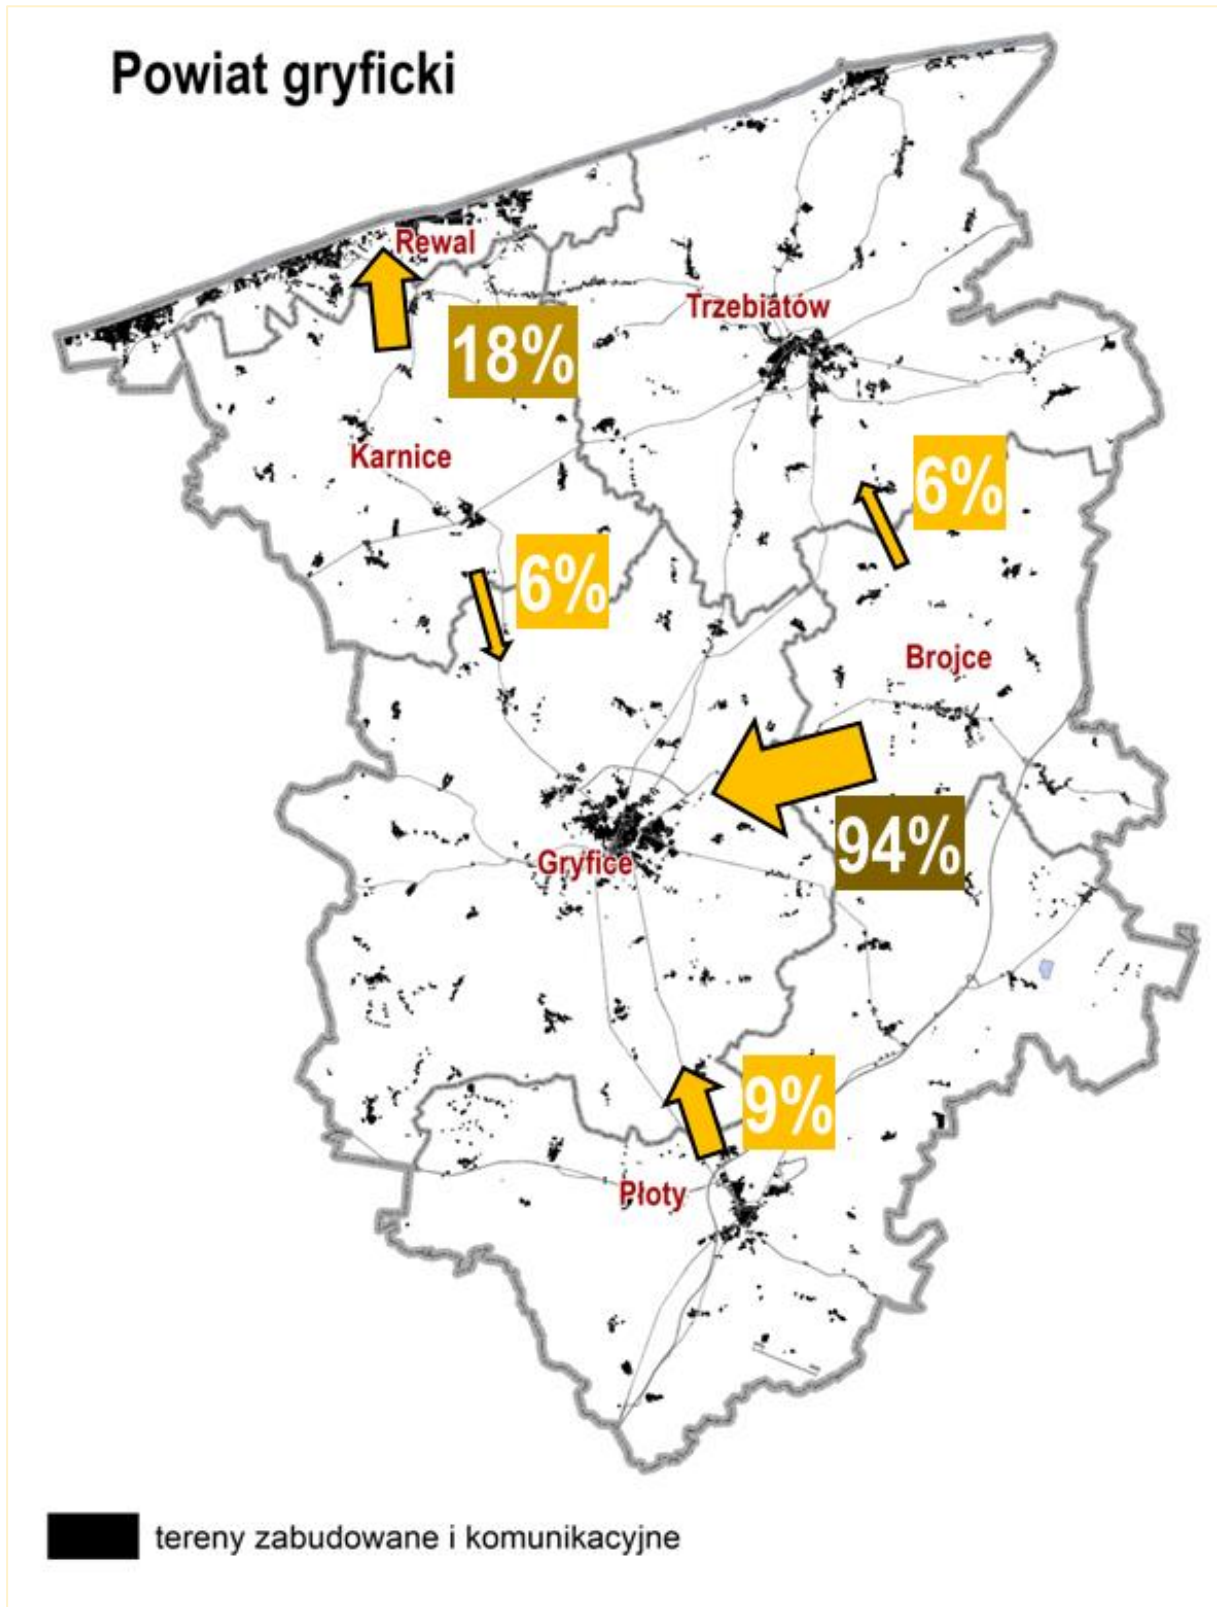 Powiat gryficki
Rewal
Trzebiatów
18%
Karnice
6%
6%
Brojce
94%
Gryfice
9%
Płoty
tereny zabudowane i komunikacyjne